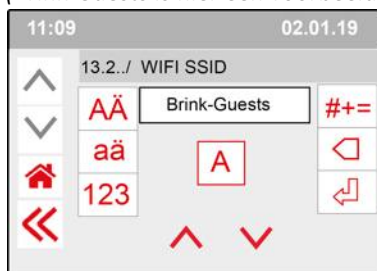 11:09 02.01.19
13.2../ WIFI SSID
AÄ Brink-Guests #+=
aä A
123